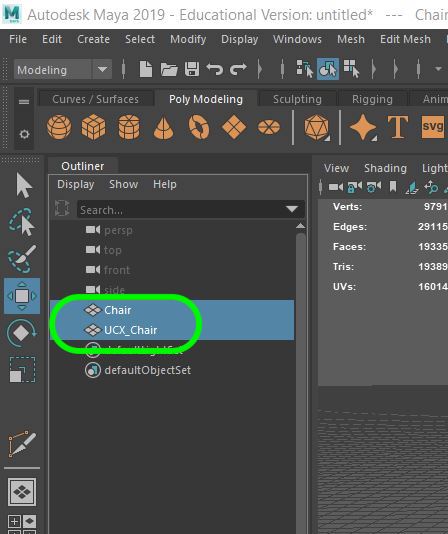 Autodesk Maya 2019 - Educational Version: untitled* --- Chair
File Edit Create Select Modify Display Windows Mesh Edit Mesh
Modeling
Curves / Surfaces Poly Modeling Sculpting Rigging Anim
T svg
Outliner
Display Show Help
View Shading Light
Search...
persp
top
front
side
Chair
UCX_Chair
defaultLightSet
defaultObjectSet
Verts: 9791
Edges: 29115
Faces: 19335
Tris: 19389
UVs: 16014